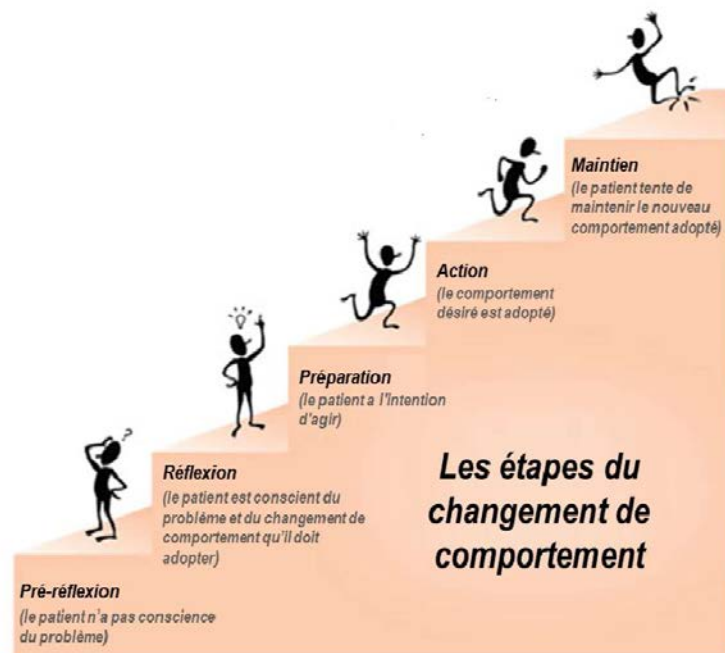 Maintien
(le patient tente de
maintenir le nouveau
comportement adopté)
Action
(le comportement
désiré est adopté)
Préparation
(le patient a l'intention
d'agir)
?
Réflexion
(le patient est conscient du
problème et du changement de
comportement qu'il doit
adopter)
Pré-réflexion
(le patient n'a pas conscience
du problème)
Les étapes du
changement de
comportement